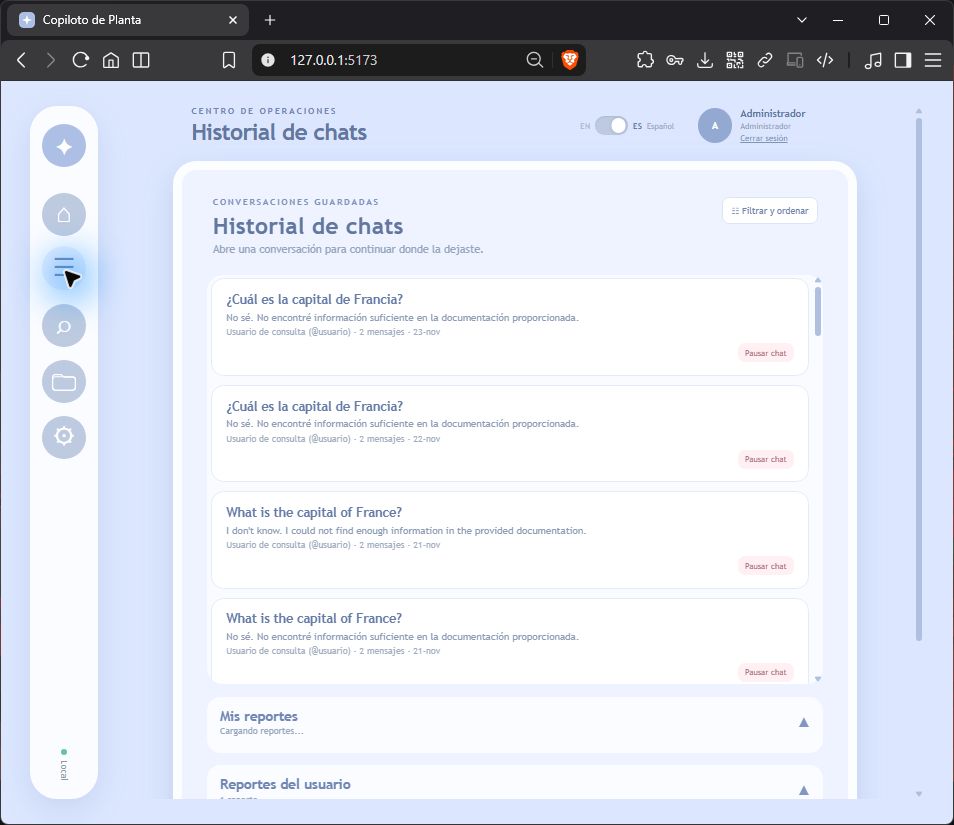 Copiloto de Planta
127.0.0.1:5173
CENTRO DE OPERACIONES
Historial de chats
EN ES Español
A
Administrador
Administrador
Cerrar sesión
CONVERSACIONES GUARDADAS
Historial de chats
Abre una conversación para continuar donde la dejaste.
Filtrar y ordenar
¿Cuál es la capital de Francia?
No sé. No encontré información suficiente en la documentación proporcionada.
Usuario de consulta (@usuario) · 2 mensajes · 23-nov
Pausar chat
¿Cuál es la capital de Francia?
No sé. No encontré información suficiente en la documentación proporcionada.
Usuario de consulta (@usuario) · 2 mensajes · 22-nov
Pausar chat
What is the capital of France?
I don't know. I could not find enough information in the provided documentation.
Usuario de consulta (@usuario) · 2 mensajes · 21-nov
Pausar chat
What is the capital of France?
No sé. No encontré información suficiente en la documentación proporcionada.
Usuario de consulta (@usuario) · 2 mensajes · 21-nov
Pausar chat
Mis reportes
Cargando reportes...
Reportes del usuario
Local